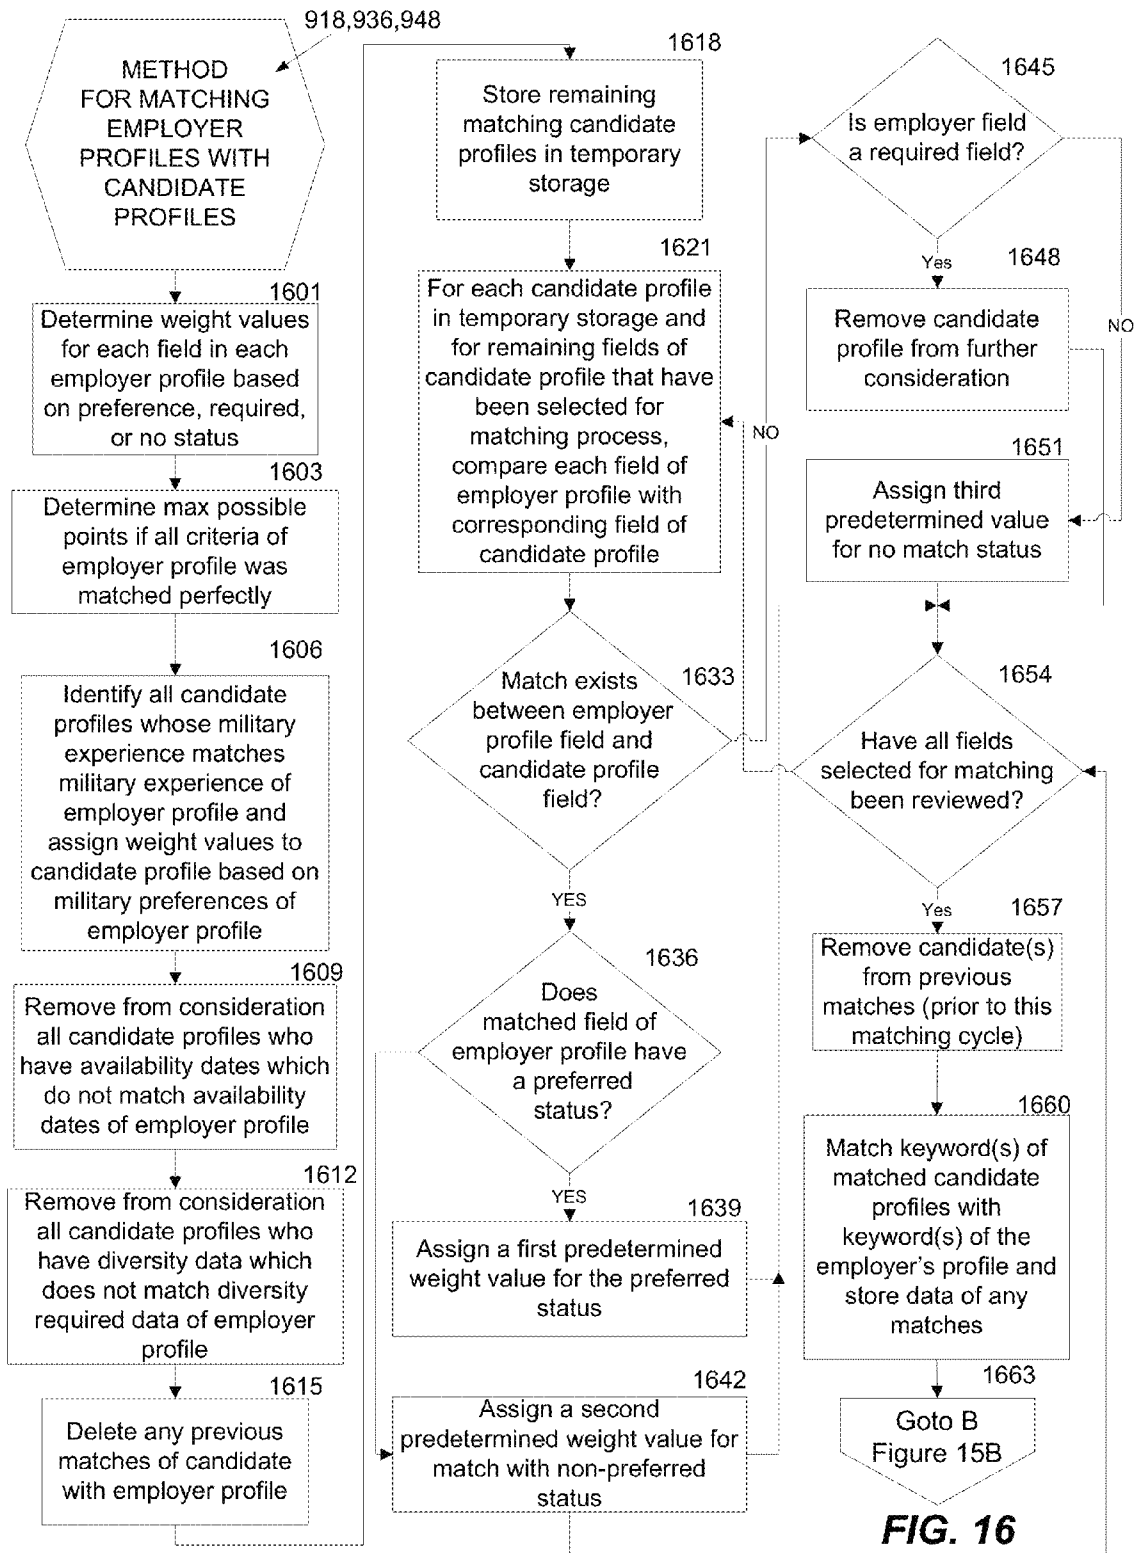 918,936,948
METHOD
FOR MATCHING
EMPLOYER
PROFILES WITH
CANDIDATE
PROFILES
1601
Determine weight values
for each field in each
employer profile based
on preference, required,
or no status
1603
Determine max possible
points if all criteria of
employer profile was
matched perfectly
1606
Identify all candidate
profiles whose military
experience matches
military experience of
employer profile and
assign weight values to
candidate profile based on
military preferences of
employer profile
1609
Remove from consideration
all candidate profiles who
have availability dates which
do not match availability
dates of employer profile
1612
Remove from consideration
all candidate profiles who
have diversity data which
does not match diversity
required data of employer
profile
1615
Delete any previous
matches of candidate
with employer profile
1618
Store remaining
matching candidate
profiles in temporary
storage
1621
For each candidate profile
in temporary storage and
for remaining fields of
candidate profile that have
been selected for
matching process,
compare each field of
employer profile with
corresponding field of
candidate profile
1633
Match exists
between employer
profile field and
candidate profile
field?
NO
YES
1636
Does
matched field of
employer profile have
a preferred
status?
YES
1639
Assign a first predetermined
weight value for the preferred
status
1642
Assign a second
predetermined weight value for
match with non-preferred
status
1645
Is employer field
a required field?
Yes
NO
1648
Remove candidate
profile from further
consideration
1651
Assign third
predetermined value
for no match status
1654
Have all fields
selected for matching
been reviewed?
Yes
1657
Remove candidate(s)
from previous
matches (prior to this
matching cycle)
1660
Match keyword(s) of
matched candidate
profiles with
keyword(s) of the
employer's profile and
store data of any
matches
1663
Goto B
Figure 15B
FIG. 16